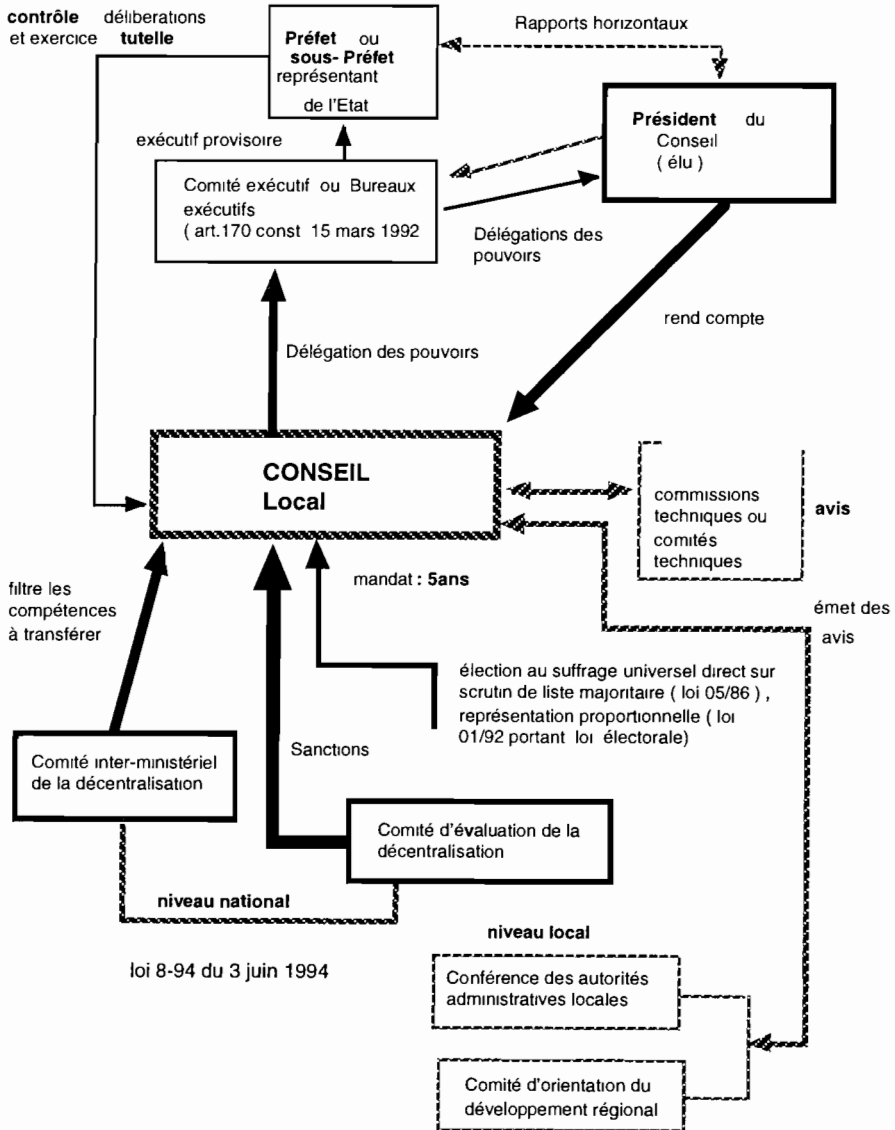 contrôle déliberations
et exercice tutelle
Préfet ou
sous- Préfet
représentant
de l'Etat
Rapports horizontaux
Président du
Conseil
( élu )
exécutif provisoire
Comité exécutif ou Bureaux
exécutifs
( art.170 const 15 mars 1992
Délégations des
pouvoirs
rend compte
Délégation des pouvoirs
CONSEIL
Local
commissions
techniques ou
comités
techniques
avis
mandat : 5ans
filtre les
compétences
à transférer
émet des
avis
élection au suffrage universel direct sur
scrutin de liste majoritaire ( loi 05/86 ) ,
représentation proportionnelle ( loi
01/92 portant loi électorale)
Sanctions
Comité inter-ministériel
de la décentralisation
Comité d'évaluation de la
décentralisation
niveau national
niveau local
loi 8-94 du 3 juin 1994
Conférence des autorités
administratives locales
Comité d'orientation du
développement régional